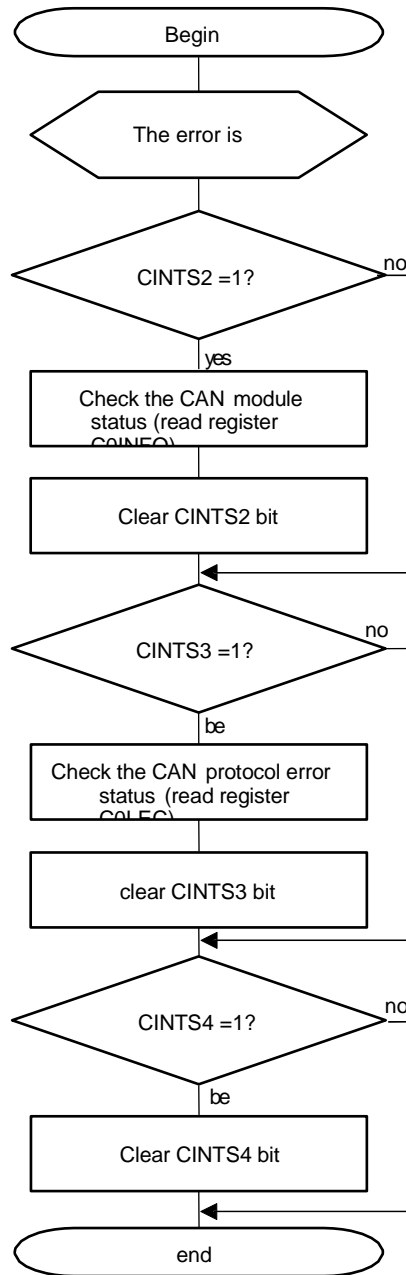 Begin
The error is
CINTS2 =1?
no
yes
Check the CAN module
status (read register
C0INFO)
Clear CINTS2 bit
CINTS3 =1?
no
be
Check the CAN protocol error
status (read register
C0LEC)
clear CINTS3 bit
CINTS4 =1?
no
be
Clear CINTS4 bit
end